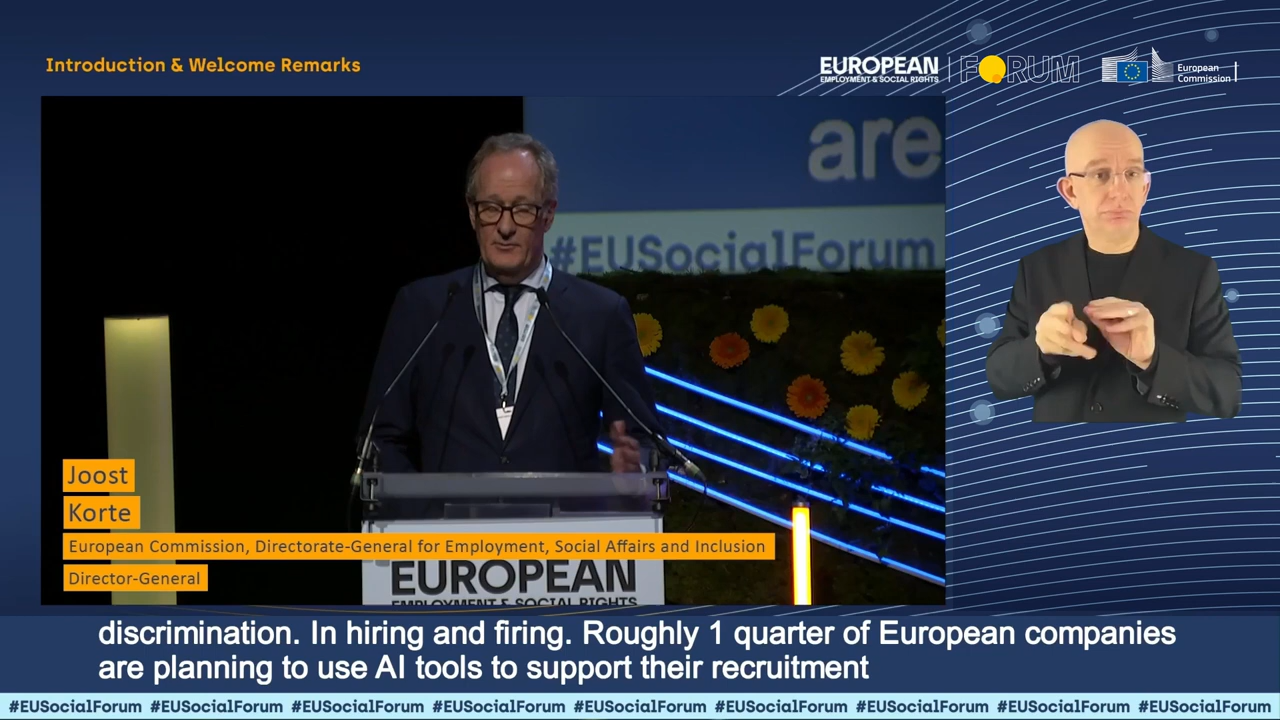 Introduction & Welcome Remarks
EUROPEAN
EMPLOYMENT & SOCIAL RIGHTS
FORUM
European
Commission
are
#EUSocialForum
Joost
Korte
European Commission, Directorate-General for Employment, Social Affairs and Inclusion
Director-General
EUROPEAN
EMPLOYMENT & SOCIAL RIGHTS
discrimination. In hiring and firing. Roughly 1 quarter of European companies
are planning to use AI tools to support their recruitment
#EUSocialForum #EUSocialForum #EUSocialForum #EUSocialForum #EUSocialForum #EUSocialForum #EUSocialForum #EUSocialForum #EUSocialForum